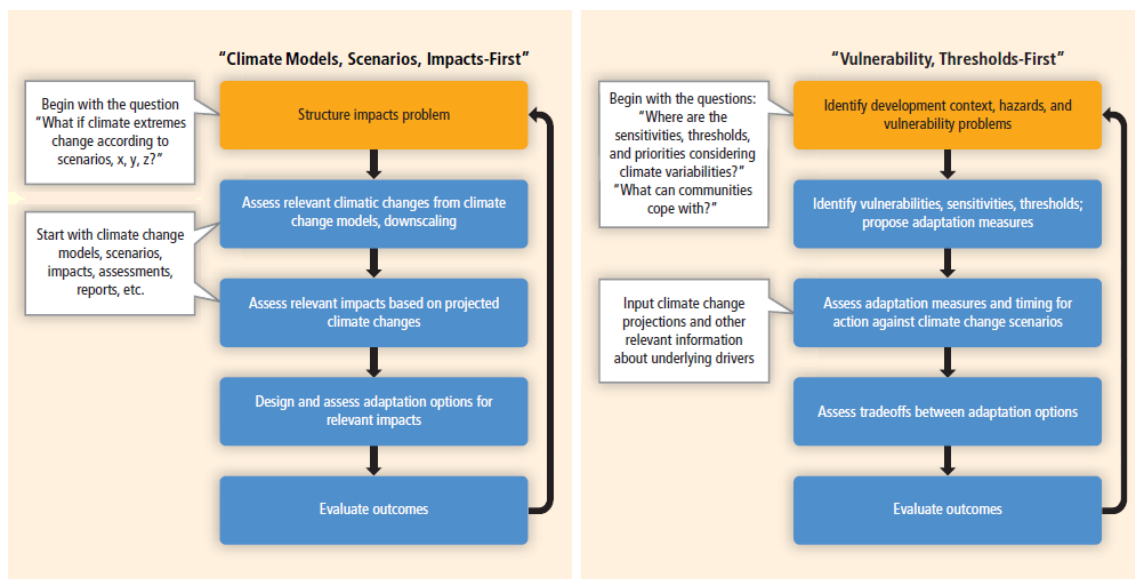 “Climate Models, Scenarios, Impacts-First”
Begin with the question
“What if climate extremes
change according to
scenarios, x, y, z?”
Structure impacts problem
Assess relevant climatic changes from climate
change models, downscaling
Start with climate change
models, scenarios,
impacts, assessments,
reports, etc.
Assess relevant impacts based on projected
climate changes
Design and assess adaptation options for
relevant impacts
Evaluate outcomes
“Vulnerability, Thresholds-First”
Begin with the questions:
“Where are the
sensitivities, thresholds,
and priorities considering
climate variabilities?”
“What can communities
cope with?”
Identify development context, hazards, and
vulnerability problems
Identify vulnerabilities, sensitivities, thresholds;
propose adaptation measures
Input climate change
projections and other
relevant information
about underlying drivers
Assess adaptation measures and timing for
action against climate change scenarios
Assess tradeoffs between adaptation options
Evaluate outcomes